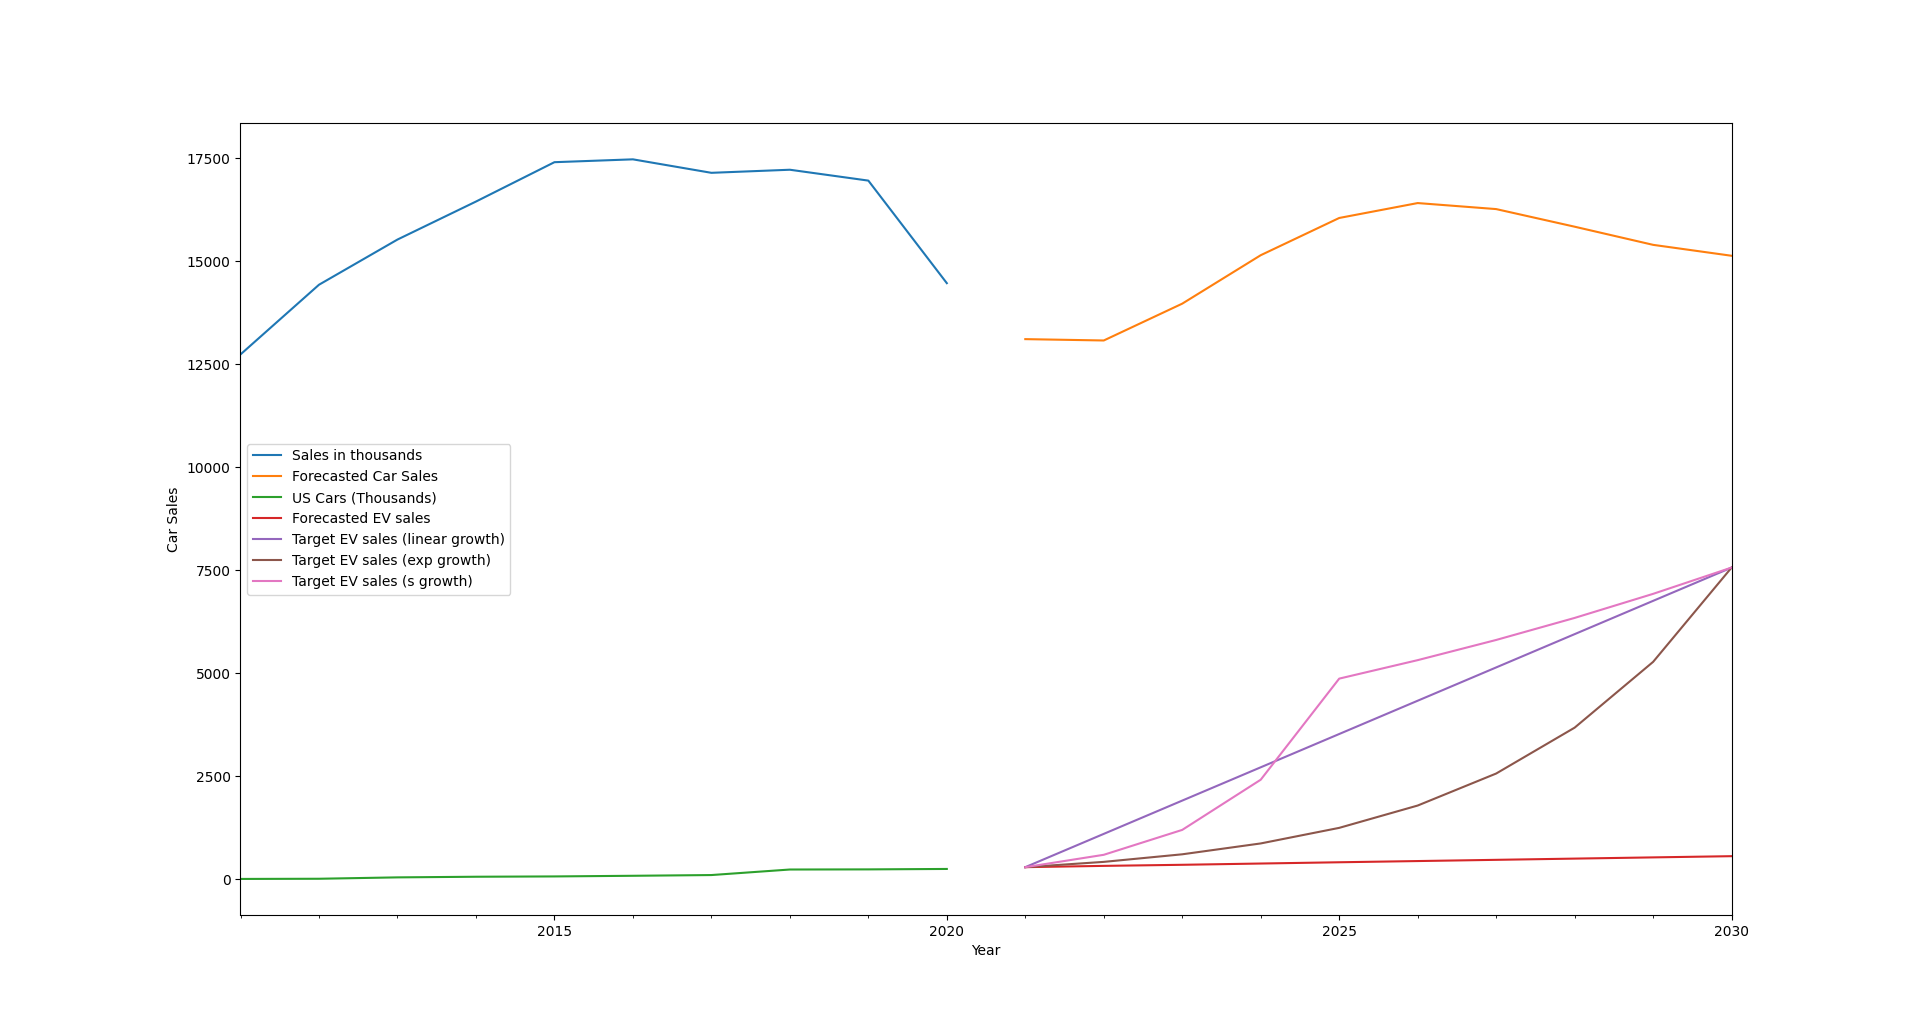 17500
15000
12500
10000
7500
5000
2500
0
Car Sales
Sales in thousands
Forecasted Car Sales
US Cars (Thousands)
Forecasted EV sales
Target EV sales (linear growth)
Target EV sales (exp growth)
Target EV sales (s growth)
2015 2020 2025 2030
Year